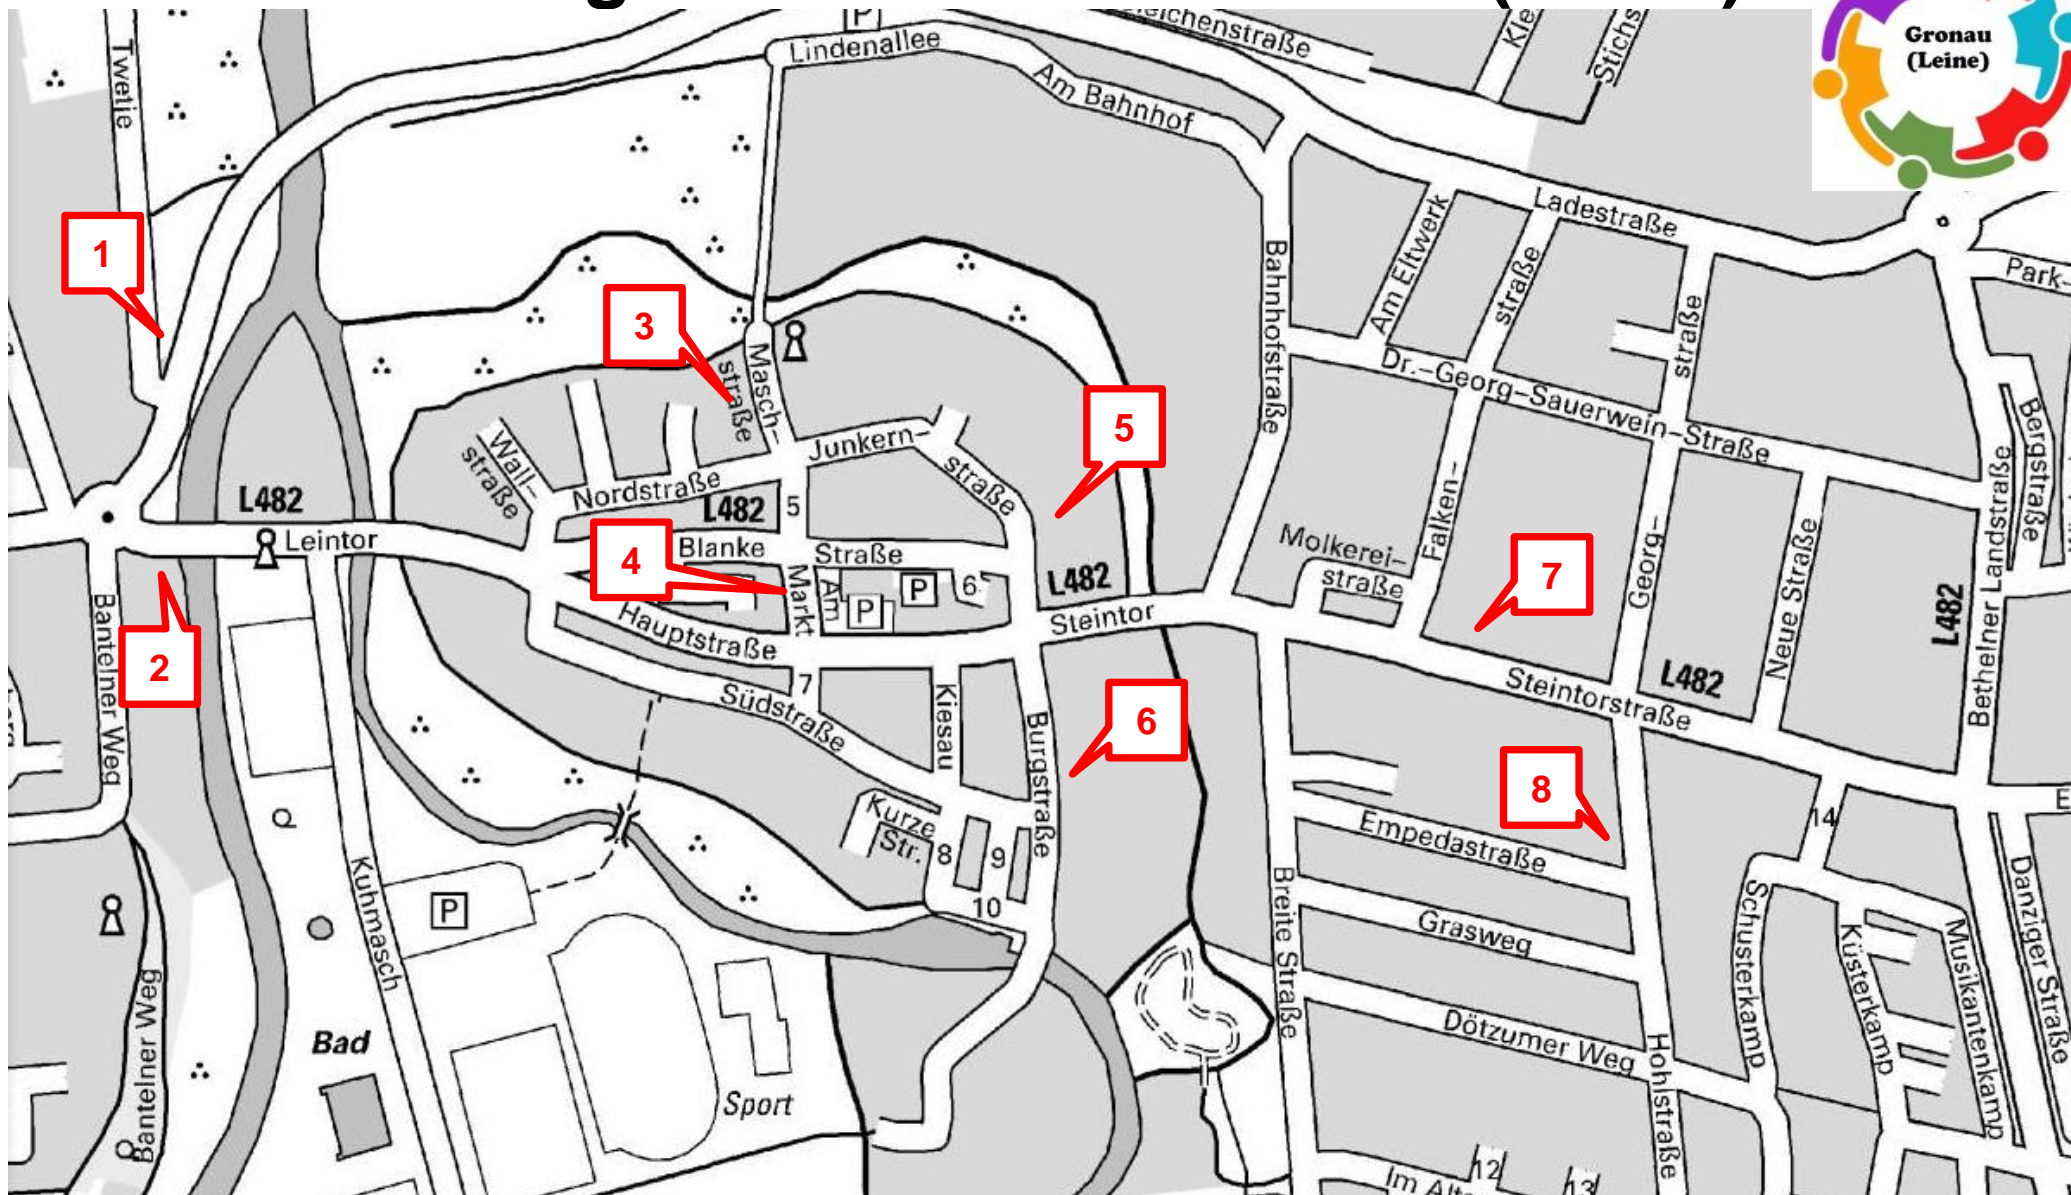 Gronau
(Leine)
Lindenallee
Am Bahnhof
P
Twetje
Ladestraße
Park-
Bahnhofstraße
Am Eltwerk
straße
straße
Dr.-Georg-Sauerwein-Straße
1
3
Masch-
straße
5
Junkern-
straße
Wall-
straße
Nordstraße
L482
5
L482
Leintor
Blanke
Straße
4
Markt
Am
P
P
6
L482
Steintor
Hauptstraße
Molkerei-
straße
Falken-
7
Georg-
Neue Straße
L482
Bethelner Landstraße
Bergstraße
2
Bantelner Weg
7
Südstraße
Kiesau
Burgstraße
6
Steintorstraße
L482
8
14
Kurze
Str.
8
9
10
Empedastraße
Grasweg
Dötzumer Weg
Breite Straße
Hohlstraße
Schusterkamp
Küsterkamp
Musikantenkamp
Danziger Straße
Kuhmasch
P
Bantelner Weg
Bad
Sport
12
13